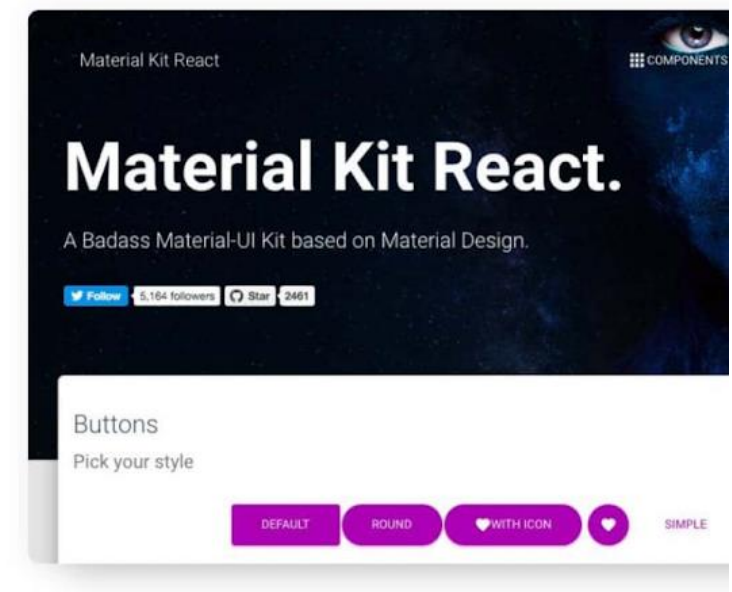 Material Kit React COMPONENTS
Material Kit React.
A Badass Material-UI Kit based on Material Design.
Follow 5,164 followers Star 2461
Buttons
Pick your style
DEFAULT ROUND WITH ICON SIMPLE